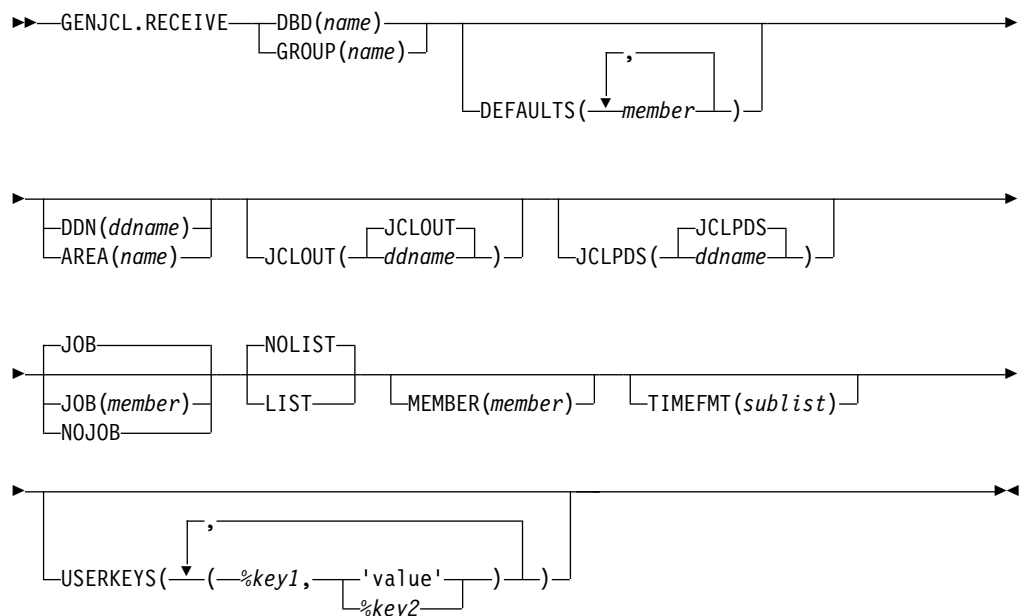 GENJCL.RECEIVE DBD(name)
GROUP(name)
,
DEFAULTS( member )
DDN(ddname)
AREA(name)
JCLOUT
JCLOUT( ddname )
JCLPDS
JCLPDS( ddname )
JOB
JOB(member)
NOJOB
NOLIST
LIST
MEMBER(member)
TIMEFMT(sublist)
,
USERKEYS( ( %key1, 'value' ) )
%key2